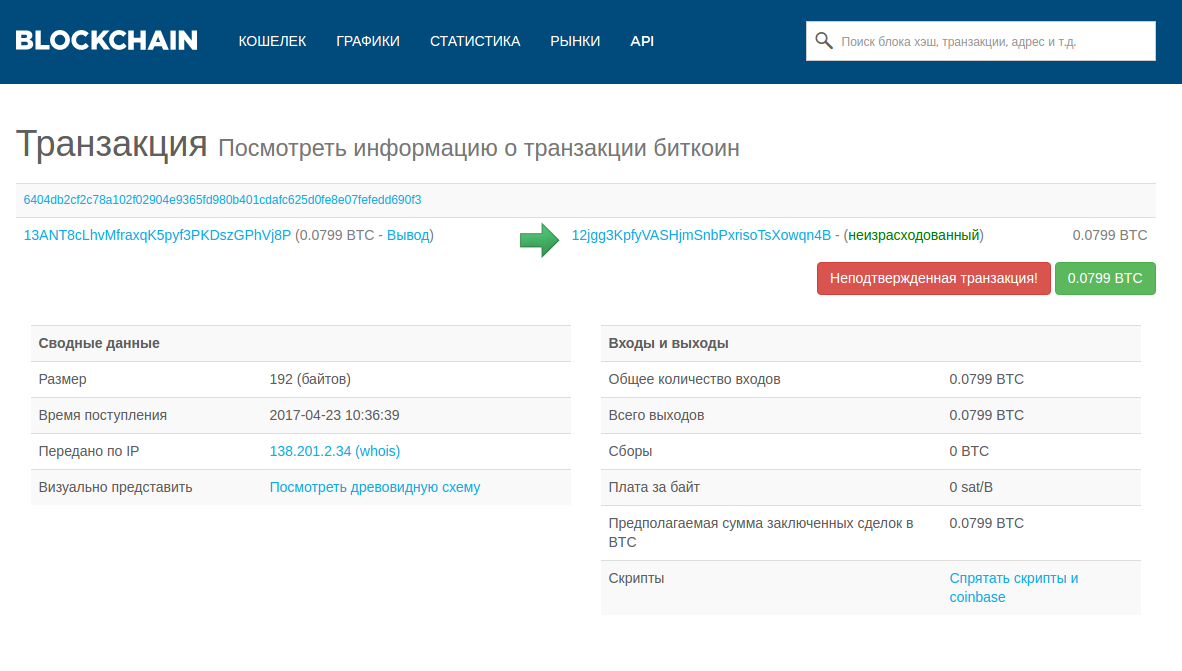 BLOCKCHAIN КОШЕЛЕК ГРАФИКИ СТАТИСТИКА РЫНКИ API Поиск блока хэш, транзакции, адрес и т.д.
Транзакция Посмотреть информацию о транзакции биткоин
6404db2cf2c78a102f02904e9365fd980b401cdafc625d0fe8e07fefedd690f3
13ANT8cLhvMfraxqK5pyf3PKDszGPhVj8P (0.0799 BTC - Вывод) 12jgg3KpfyVASHjmSnbPxrisoTsXowqn4B - (неизрасходованный) 0.0799 BTC
Неподтвержденная транзакция! 0.0799 BTC
Сводные данные
Размер 192 (байтов)
Время поступления 2017-04-23 10:36:39
Передано по IP 138.201.2.34 (whois)
Визуально представить Посмотреть древовидную схему
Входы и выходы
Общее количество входов 0.0799 BTC
Всего выходов 0.0799 BTC
Сборы 0 BTC
Плата за байт 0 sat/B
Предполагаемая сумма заключенных сделок в 0.0799 BTC
BTC
Скрипты Спрятать скрипты и
coinbase